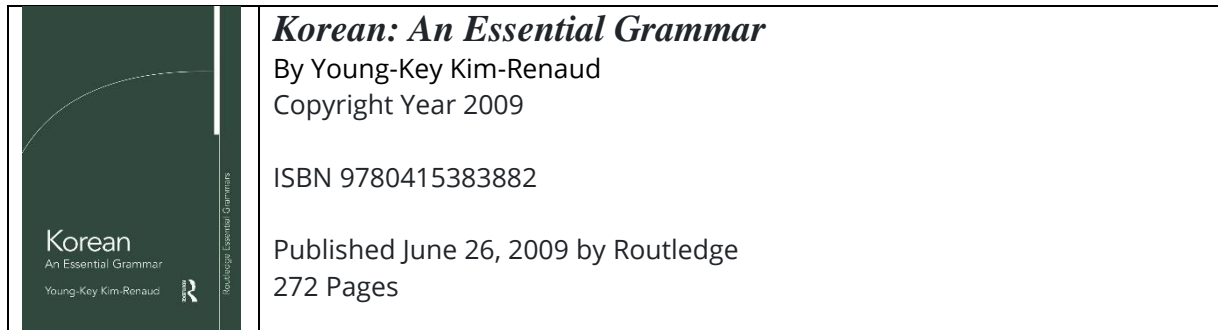 Korean
An Essential Grammar
Young-Key Kim-Renaud
R
ROUTLEDGE
Routledge Essential Grammars
Korean: An Essential Grammar
By Young-Key Kim-Renaud
Copyright Year 2009
ISBN 9780415383882
Published June 26, 2009 by Routledge
272 Pages